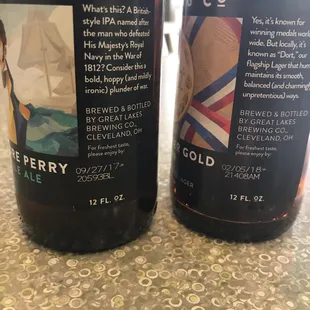 What's this? A British-
style IPA named after
the man who defeated
His Majesty's Royal
Navy in the War of
1812? Consider this a
bold, hoppy (and mildly
ironic) plunder of war.
BREWED & BOTTLED
BY GREAT LAKES
BREWING CO.,
CLEVELAND, OH
For freshest taste,
please enjoy by:
PERRY
ALE
09/27/17
12 FL. OZ.
Co
Yes, it's known for
winning medals world
wide. But locally, it's
known as "Dort," our
flagship Lager that hu
maintains its smooth,
balanced (and charming
unpretentious) ways.
BREWED & BOTTLED
BY GREAT LAKES
BREWING CO.,
CLEVELAND, OH
For freshest taste,
please enjoy by:
GOLD
02/05/18
21408AM
12 FL. OZ.